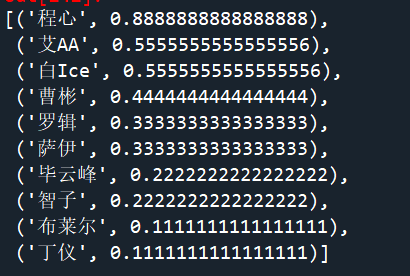 [('程心', 0.8888888888888888),
('艾AA', 0.5555555555555556),
('白Ice', 0.5555555555555556),
('曹彬', 0.4444444444444444),
('罗辑', 0.3333333333333333),
('萨伊', 0.3333333333333333),
('毕云峰', 0.2222222222222222),
('智子', 0.2222222222222222),
('布莱尔', 0.1111111111111111),
('丁仪', 0.1111111111111111)]